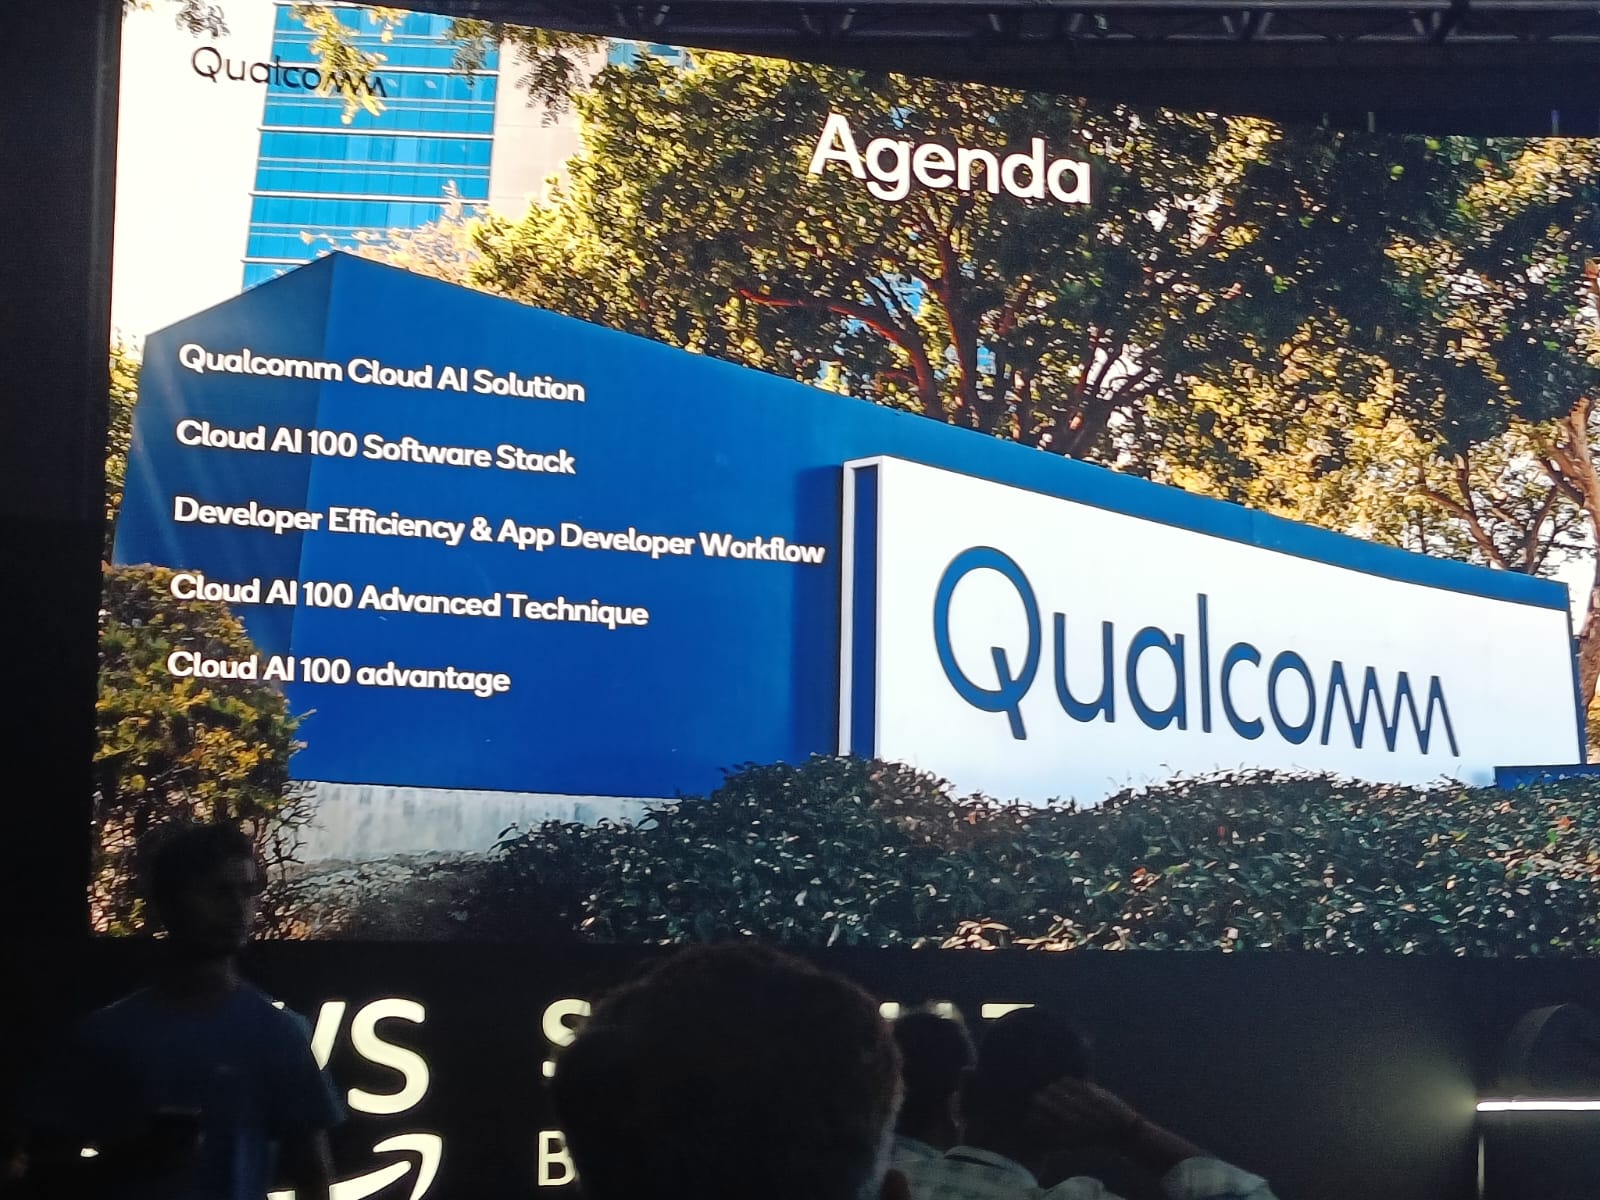 Qualcomm
Agenda
Qualcomm Cloud AI Solution
Cloud AI 100 Software Stack
Developer Efficiency & App Developer Workflow
Cloud AI 100 Advanced Technique
Cloud AI 100 advantage
Qualcomm